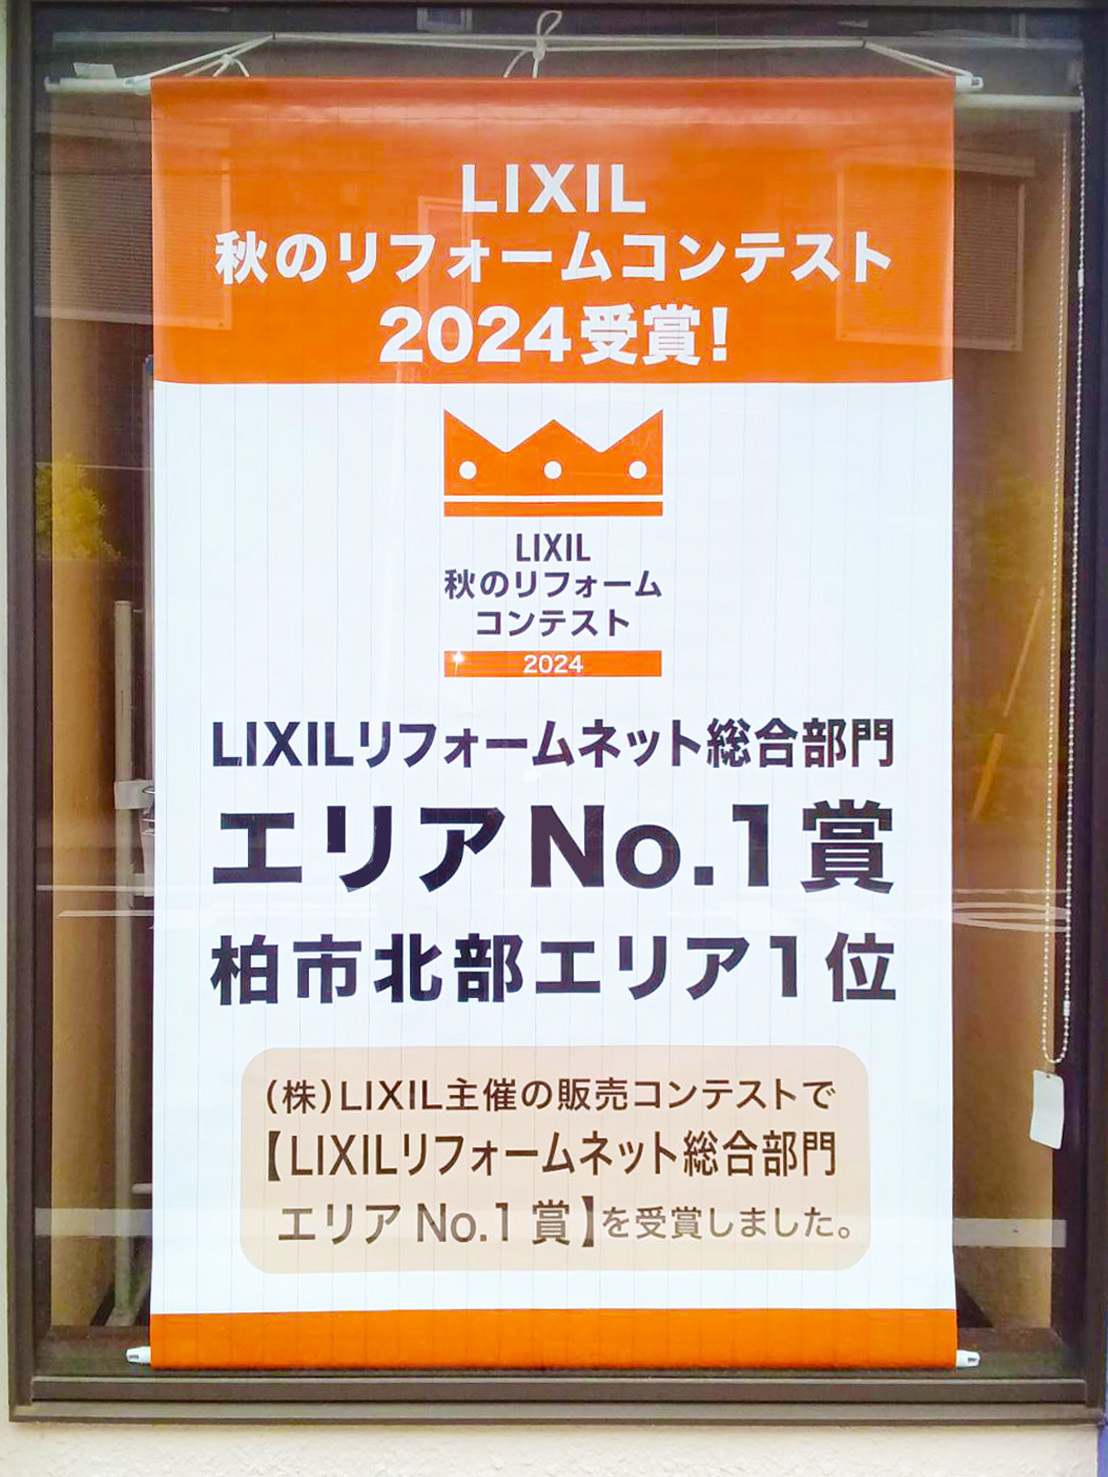 LIXIL
秋のリフォームコンテスト
2024受賞!
LIXIL
秋のリフォーム
コンテスト
2024
LIXILリフォームネット総合部門
エリアNo.1賞
柏市北部エリア1位
(株)LIXIL主催の販売コンテストで
【LIXILリフォームネット総合部門
エリアNo.1賞】を受賞しました。